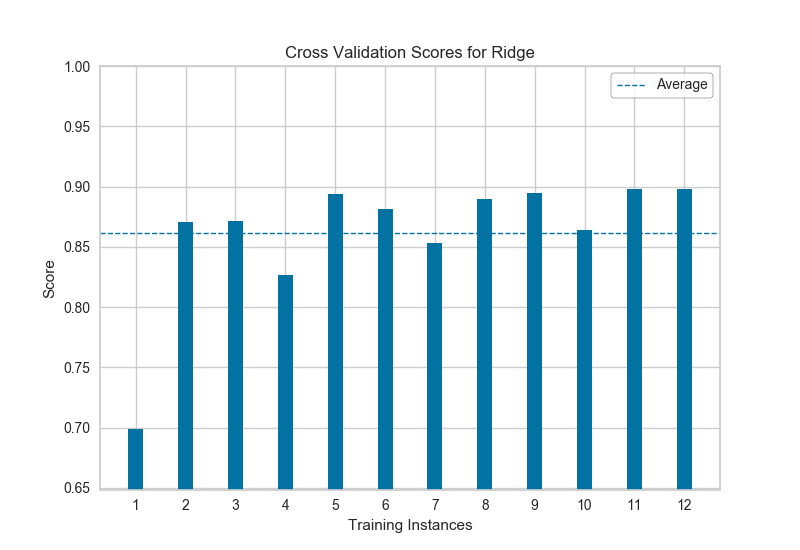 Cross Validation Scores for Ridge
1.00
Average
0.95
0.90
0.85
Score
0.80
0.75
0.70
0.65
1 2 3 4 5 6 7 8 9 10 11 12
Training Instances